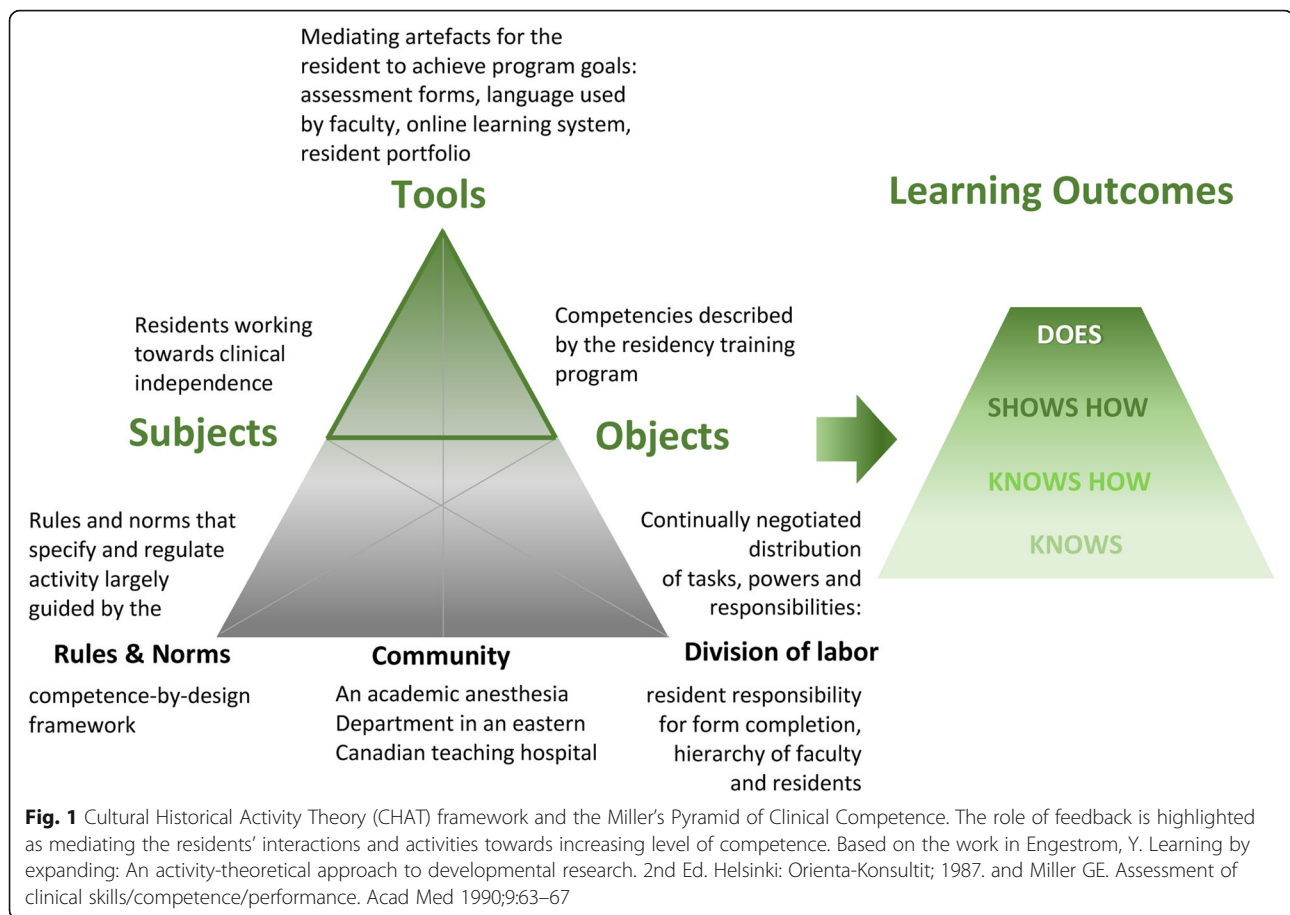 Mediating artefacts for the
resident to achieve program goals:
assessment forms, language used
by faculty, online learning system,
resident portfolio
Tools
Learning Outcomes
Residents working
towards clinical
independence
Subjects
Competencies described
by the residency training
program
Objects
DOES
SHOWS HOW
KNOWS HOW
KNOWS
Rules and norms that
specify and regulate
activity largely
guided by the
Rules & Norms
competence-by-design
framework
Community
An academic anesthesia
Department in an eastern
Canadian teaching hospital
Continually negotiated
distribution
of tasks, powers and
responsibilities:
Division of labor
resident responsibility
for form completion,
hierarchy of faculty
and residents
Fig. 1 Cultural Historical Activity Theory (CHAT) framework and the Miller's Pyramid of Clinical Competence. The role of feedback is highlighted
as mediating the residents' interactions and activities towards increasing level of competence. Based on the work in Engestrom, Y. Learning by
expanding: An activity-theoretical approach to developmental research. 2nd Ed. Helsinki: Orienta-Konsultit; 1987. and Miller GE. Assessment of
clinical skills/competence/performance. Acad Med 1990;9:63–67